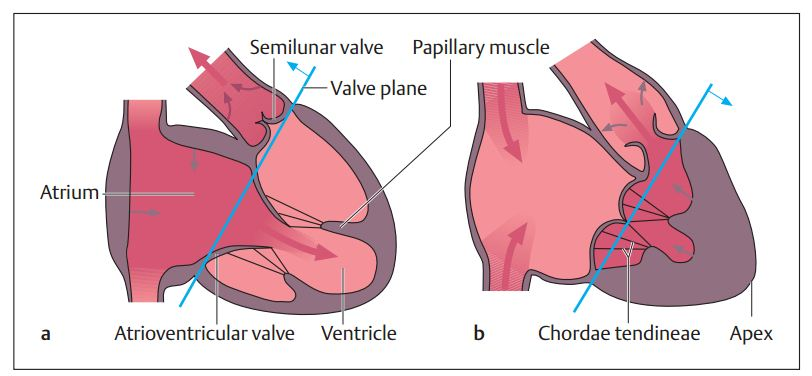 Semilunar valve
Papillary muscle
Valve plane
Atrium
a
Atrioventricular valve
Ventricle
b
Chordae tendineae
Apex